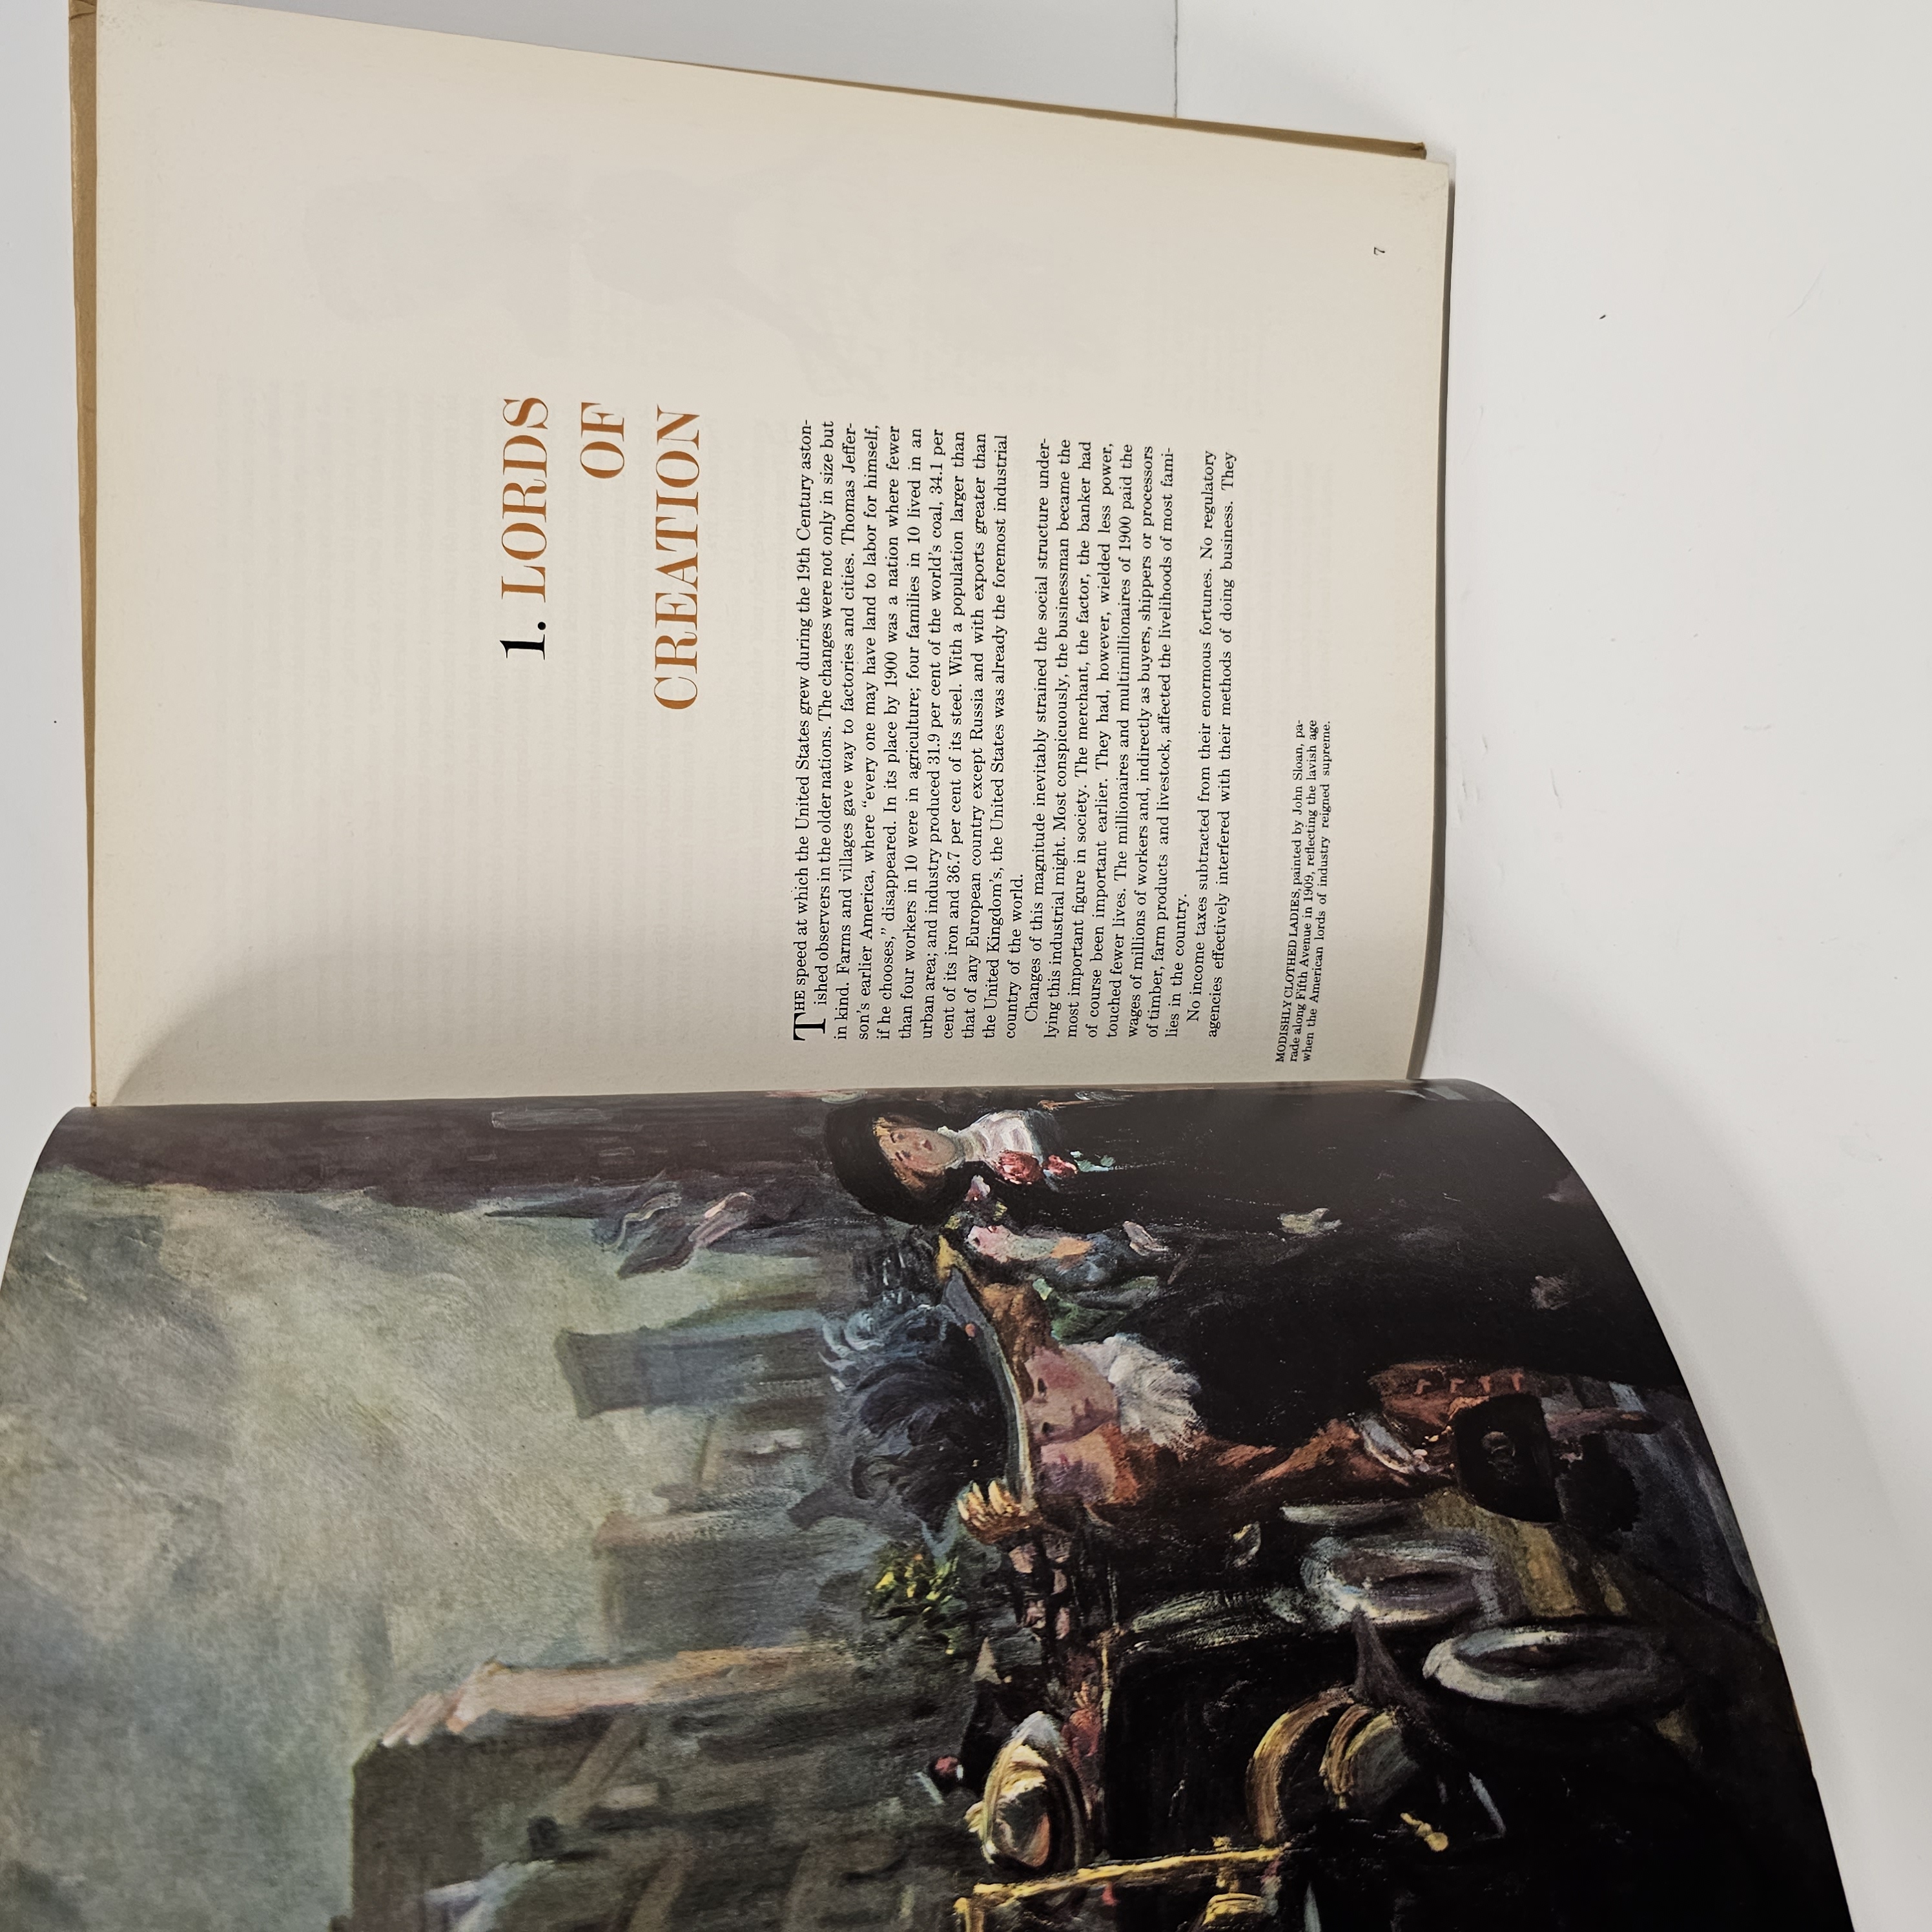 1. LORDS
OF
CREATION
THE speed at which the United States grew during the 19th Century aston-
ished observers in the older nations. The changes were not only in size but
in kind. Farms and villages gave way to factories and cities. Thomas Jeffer-
son's earlier America, where “every one may have land to labor for himself,
if he chooses,” disappeared. In its place by 1900 was a nation where fewer
than four workers in 10 were in agriculture; four families in 10 lived in an
urban area; and industry produced 31.9 per cent of the world's coal, 34.1 per
cent of its iron and 36.7 per cent of its steel. With a population larger than
that of any European country except Russia and with exports greater than
the United Kingdom's, the United States was already the foremost industrial
country of the world.
Changes of this magnitude inevitably strained the social structure under-
lying this industrial might. Most conspicuously, the businessman became the
most important figure in society. The merchant, the factor, the banker had
of course been important earlier. They had, however, wielded less power,
touched fewer lives. The millionaires and multimillionaires of 1900 paid the
wages of millions of workers and, indirectly as buyers, shippers or processors
of timber, farm products and livestock, affected the livelihoods of most fami-
lies in the country.
No income taxes subtracted from their enormous fortunes. No regulatory
agencies effectively interfered with their methods of doing business. They
MODISHLY CLOTHED LADIES, painted by John Sloan, pa-
rade along Fifth Avenue in 1909, reflecting the lavish age
when the American lords of industry reigned supreme.
7